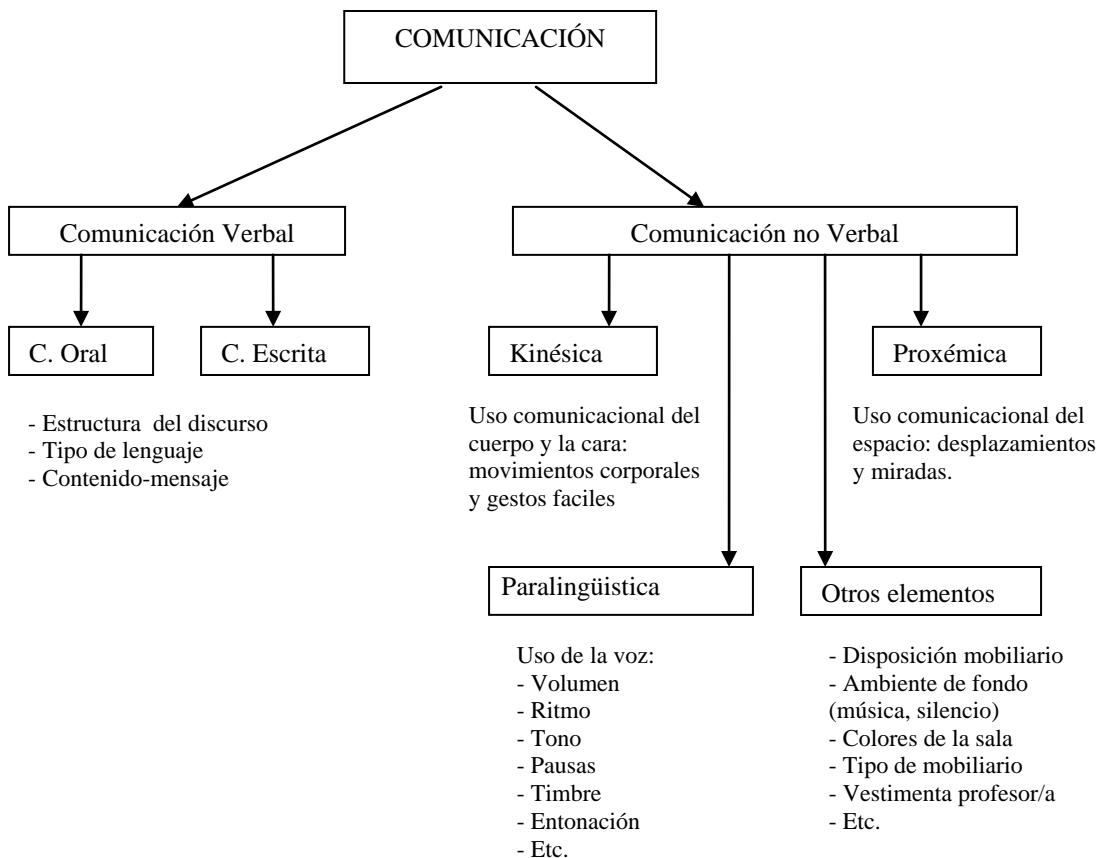 COMUNICACIÓN
Comunicación Verbal
Comunicación no Verbal
C. Oral
C. Escrita
Kinésica
Proxémica
- Estructura  del discurso
- Tipo de lenguaje
- Contenido-mensaje
Uso comunicacional del
cuerpo y la cara:
movimientos corporales
y gestos faciles
Uso comunicacional del
espacio: desplazamientos
y miradas.
Paralingüistica
Otros elementos
Uso de la voz:
- Volumen
- Ritmo
- Tono
- Pausas
- Timbre
- Entonación
- Etc.
- Disposición mobiliario
- Ambiente de fondo
(música, silencio)
- Colores de la sala
- Tipo de mobiliario
- Vestimenta profesor/a
- Etc.